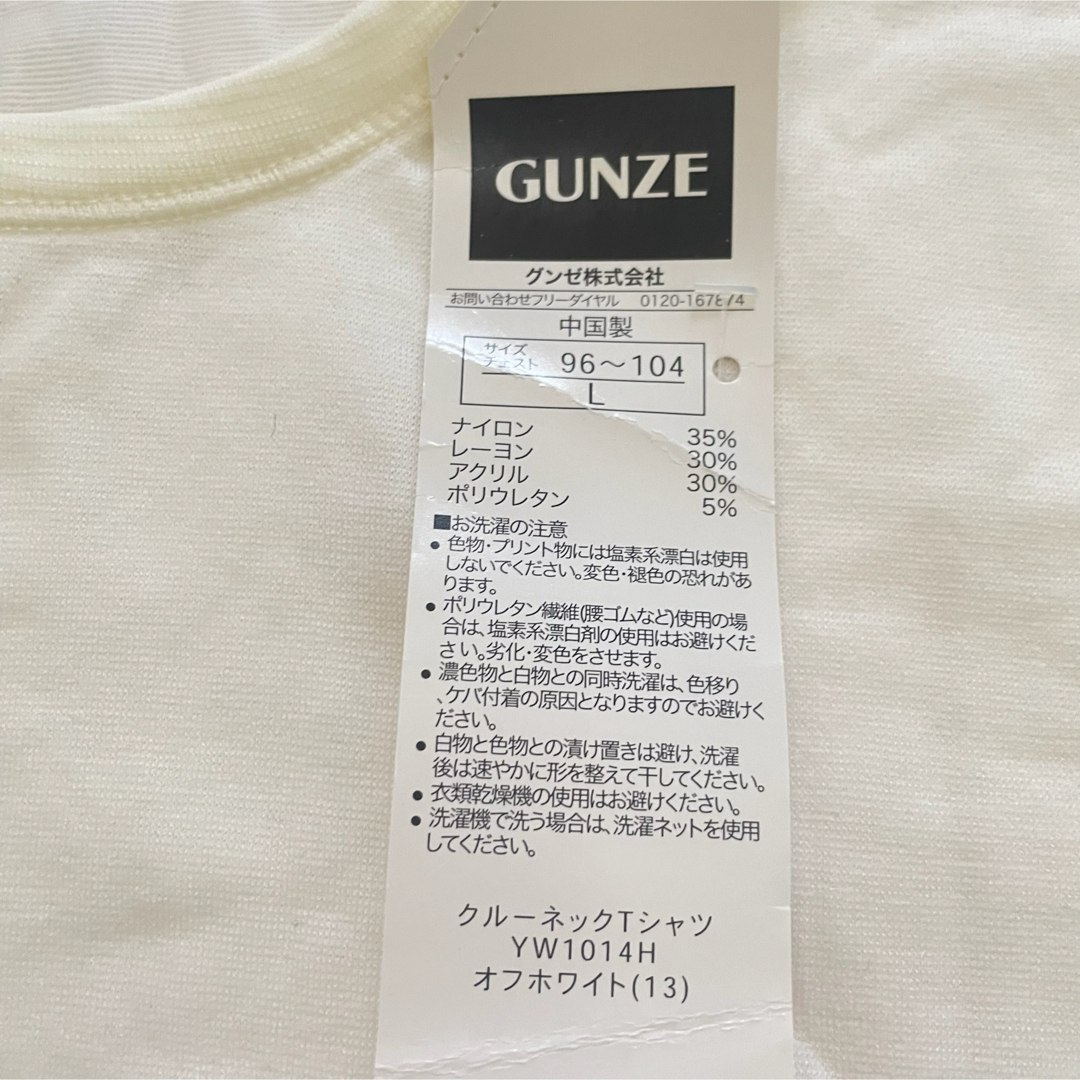 GUNZE
グンゼ株式会社
お問い合わせフリーダイヤル 0120-167874
中国製
サイズ
チェスト 96〜104
L
ナイロン 35%
レーヨン 30%
アクリル 30%
ポリウレタン 5%
■お洗濯の注意
● 色物・プリント物には塩素系漂白は使用
しないでください。変色・褪色の恐れがあ
ります。
● ポリウレタン繊維(腰ゴムなど)使用の場
合は、塩素系漂白剤の使用はお避けくだ
さい。劣化・変色をさせます。
● 濃色物と白物との同時洗濯は、色移り
、ケバ付着の原因となりますのでお避けく
ださい。
● 白物と色物との漬け置きは避け、洗濯
後は速やかに形を整えて干してください。
● 衣類乾燥機の使用はお避けください。
● 洗濯機で洗う場合は、洗濯ネットを使用
してください。
クルーネックTシャツ
YW1014H
オフホワイト(13)